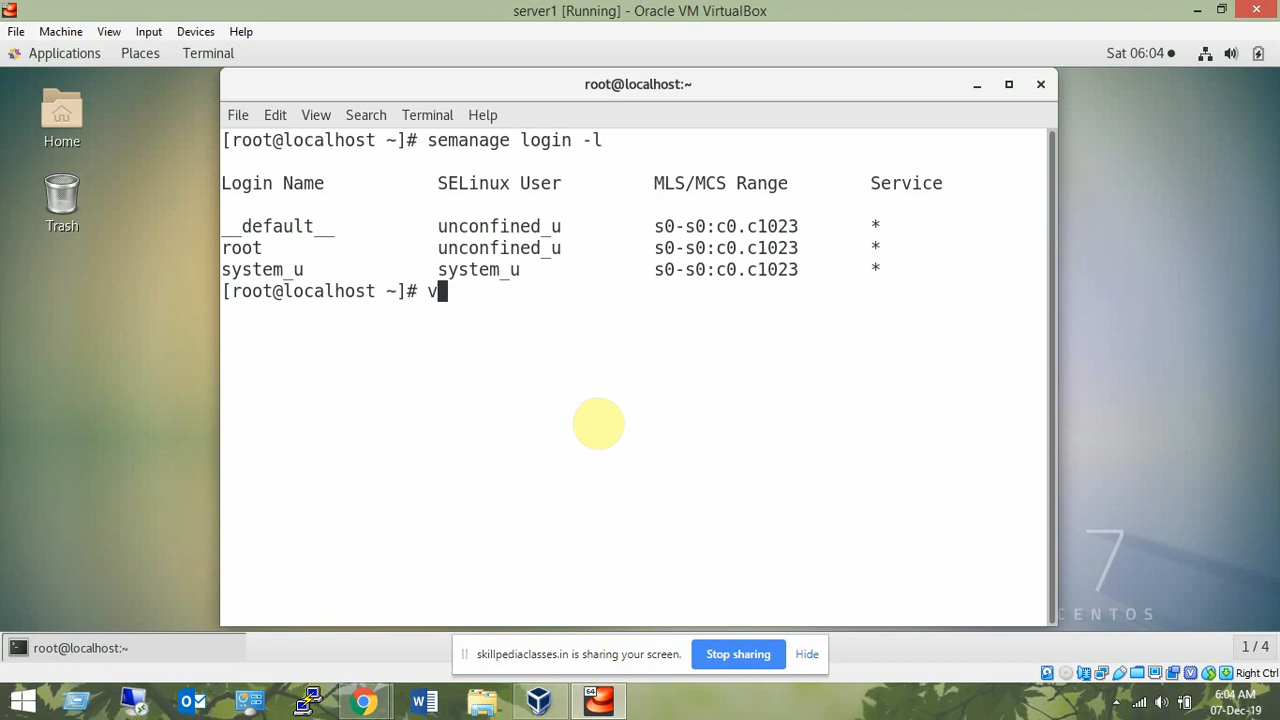 server1 [Running] - Oracle VM VirtualBox
File Machine View Input Devices Help
Applications Places Terminal Sat 06:04
root@localhost:~
File Edit View Search Terminal Help
Home
Trash
[root@localhost ~]# semanage login -l
Login Name SELinux User MLS/MCS Range Service
__default__ unconfined_u s0-s0:c0.c1023 *
root unconfined_u s0-s0:c0.c1023 *
system_u system_u s0-s0:c0.c1023 *
[root@localhost ~]# v
7
CENTOS
root@localhost:~
1 / 4
skillpediaclasses.in is sharing your screen. Stop sharing Hide
Right Ctrl
64
6:04 AM
07-Dec-19